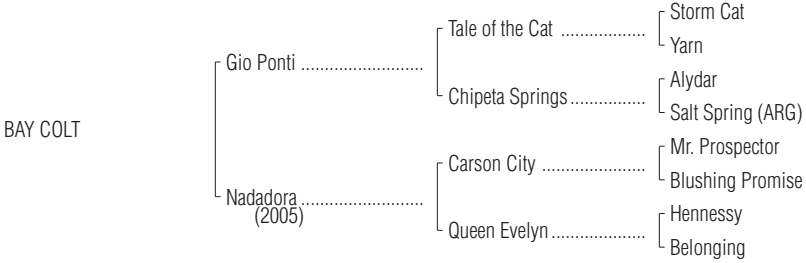 Storm Cat
Tale of the Cat ...................
Yarn
Gio Ponti ...........................
Alydar
Chipeta Springs .................
Salt Spring (ARG)
BAY COLT
Mr. Prospector
Carson City .......................
Blushing Promise
Nadadora ...........................
(2005)
Hennessy
Queen Evelyn .....................
Belonging